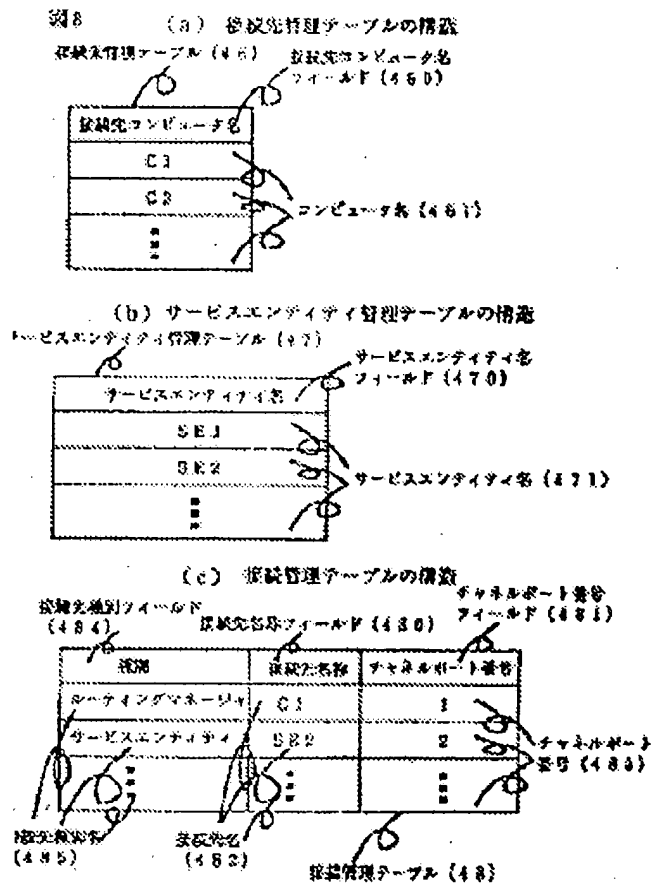 図8
(a) 接続先管理テーブルの構造
接続先管理テーブル (46)
接続先コンピュータ名
フィールド (460)
接続先コンピュータ名
C1
C2
コンピュータ名 (461)
(b) サービスエンティティ管理テーブルの構造
サービスエンティティ管理テーブル (47)
サービスエンティティ名
フィールド (470)
サービスエンティティ名
SE1
SE2
サービスエンティティ名 (471)
(c) 接続管理テーブルの構造
接続先種別フィールド
(484)
接続先名称フィールド (480)
チャネルポート番号
フィールド (481)
種別
接続先名称
チャネルポート番号
ルーティングマネージャ
C1
1
サービスエンティティ
SE2
2
チャネルポート
番号 (483)
(485)
接続先名
(482)
接続管理テーブル (48)